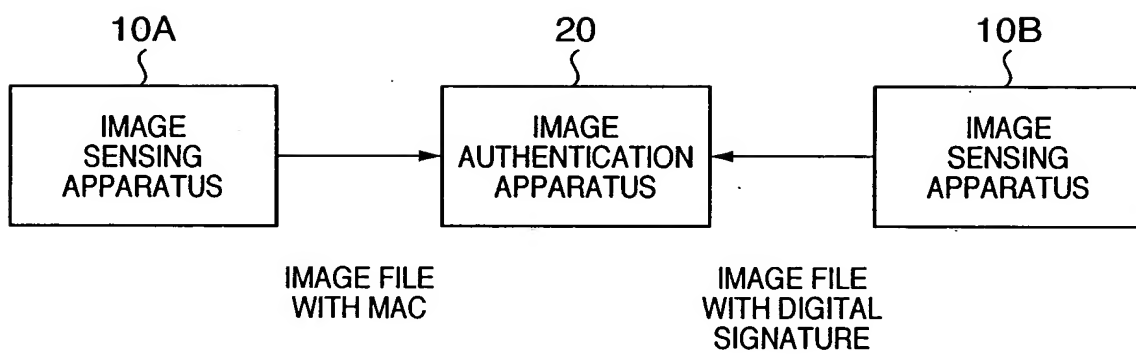 10A
20
10B
IMAGE
SENSING
APPARATUS
IMAGE
AUTHENTICATION
APPARATUS
IMAGE
SENSING
APPARATUS
IMAGE FILE
WITH MAC
IMAGE FILE
WITH DIGITAL
SIGNATURE